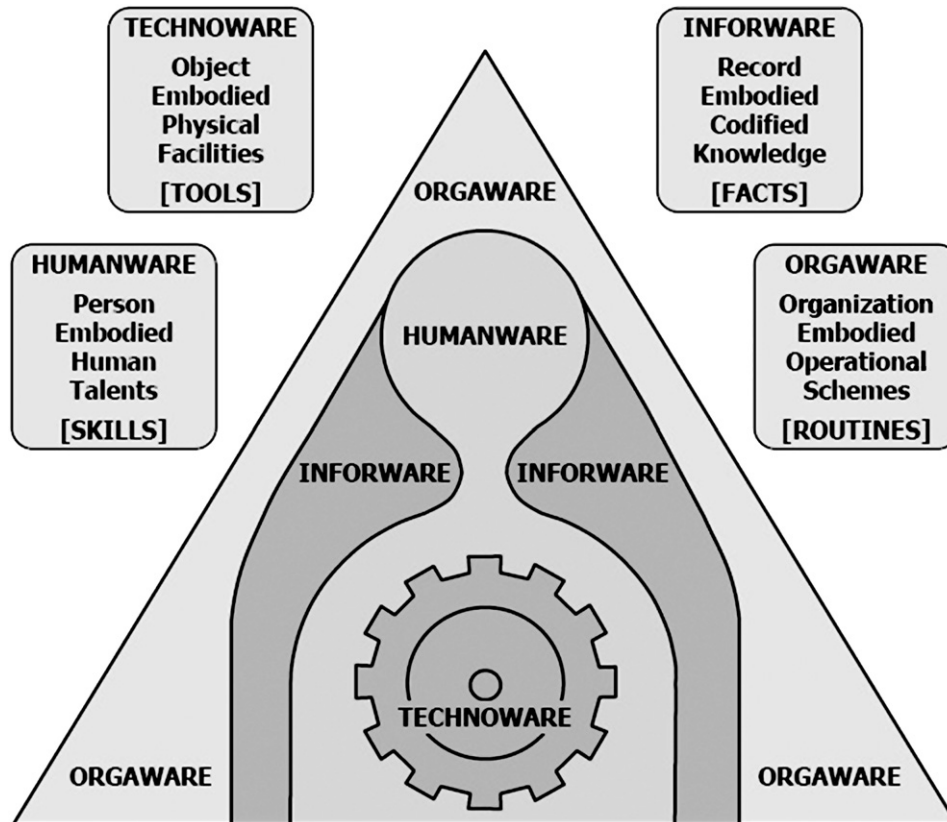 TECHNOWARE
Object
Embodied
Physical
Facilities
[TOOLS]
INFORWARE
Record
Embodied
Codified
Knowledge
[FACTS]
HUMANWARE
Person
Embodied
Human
Talents
[SKILLS]
ORGAWARE
Organization
Embodied
Operational
Schemes
[ROUTINES]
ORGAWARE
HUMANWARE
INFORWARE INFORWARE
TECHNOWARE
ORGAWARE ORGAWARE